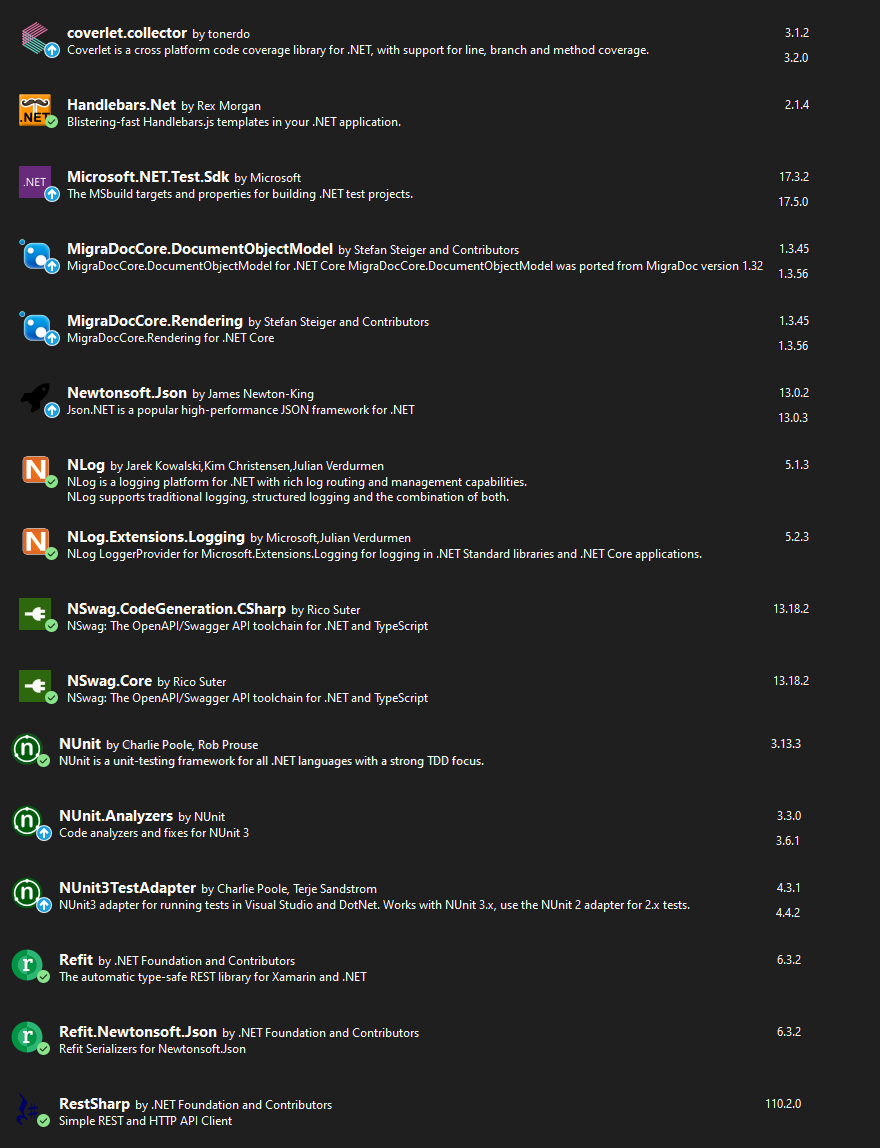 coverlet.collector by tonerdo 3.1.2
Coverlet is a cross platform code coverage library for .NET, with support for line, branch and method coverage.
3.2.0
.NET
Handlebars.Net by Rex Morgan 2.1.4
Blistering-fast Handlebars.js templates in your .NET application.
.NET
Microsoft.NET.Test.Sdk by Microsoft 17.3.2
The MSbuild targets and properties for building .NET test projects.
17.5.0
MigraDocCore.DocumentObjectModel by Stefan Steiger and Contributors 1.3.45
MigraDocCore.DocumentObjectModel for .NET Core MigraDocCore.DocumentObjectModel was ported from MigraDoc version 1.32
1.3.56
MigraDocCore.Rendering by Stefan Steiger and Contributors 1.3.45
MigraDocCore.Rendering for .NET Core
1.3.56
Newtonsoft.Json by James Newton-King 13.0.2
Json.NET is a popular high-performance JSON framework for .NET
13.0.3
N
NLog by Jarek Kowalski,Kim Christensen,Julian Verdurmen 5.1.3
NLog is a logging platform for .NET with rich log routing and management capabilities.
NLog supports traditional logging, structured logging and the combination of both.
N
NLog.Extensions.Logging by Microsoft,Julian Verdurmen 5.2.3
NLog LoggerProvider for Microsoft.Extensions.Logging for logging in .NET Standard libraries and .NET Core applications.
NSwag.CodeGeneration.CSharp by Rico Suter 13.18.2
NSwag: The OpenAPI/Swagger API toolchain for .NET and TypeScript
NSwag.Core by Rico Suter 13.18.2
NSwag: The OpenAPI/Swagger API toolchain for .NET and TypeScript
n
NUnit by Charlie Poole, Rob Prouse 3.13.3
NUnit is a unit-testing framework for all .NET languages with a strong TDD focus.
n
NUnit.Analyzers by NUnit 3.3.0
Code analyzers and fixes for NUnit 3
3.6.1
n
NUnit3TestAdapter by Charlie Poole, Terje Sandstrom 4.3.1
NUnit3 adapter for running tests in Visual Studio and DotNet. Works with NUnit 3.x, use the NUnit 2 adapter for 2.x tests.
4.4.2
r
Refit by .NET Foundation and Contributors 6.3.2
The automatic type-safe REST library for Xamarin and .NET
r
Refit.Newtonsoft.Json by .NET Foundation and Contributors 6.3.2
Refit Serializers for Newtonsoft.Json
RestSharp by .NET Foundation and Contributors 110.2.0
Simple REST and HTTP API Client